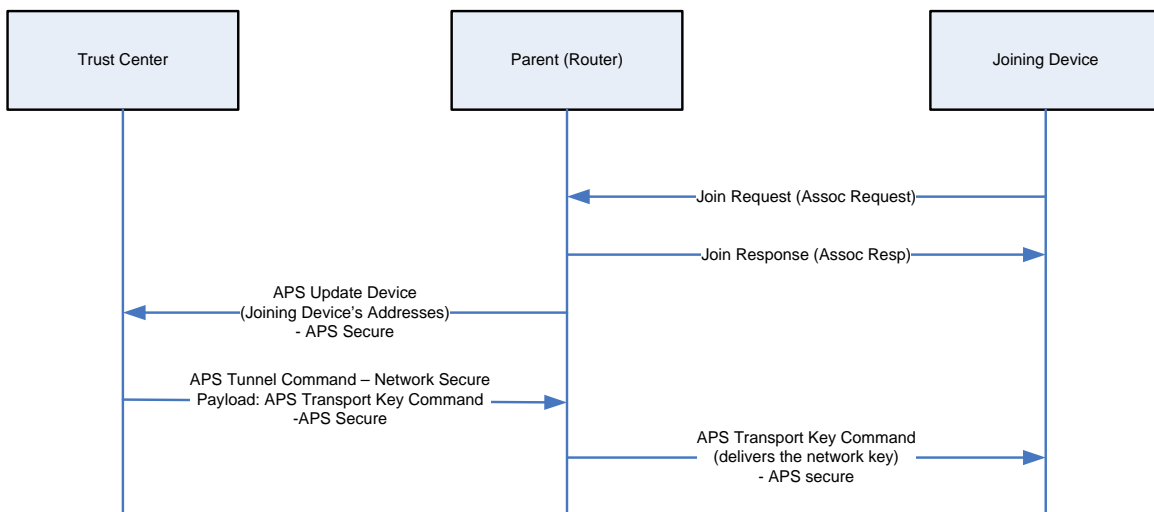 Trust Center
Parent (Router)
Joining Device
Join Request (Assoc Request)
Join Response (Assoc Resp)
APS Update Device
(Joining Device's Addresses)
- APS Secure
APS Tunnel Command – Network Secure
Payload: APS Transport Key Command
-APS Secure
APS Transport Key Command
(delivers the network key)
- APS secure